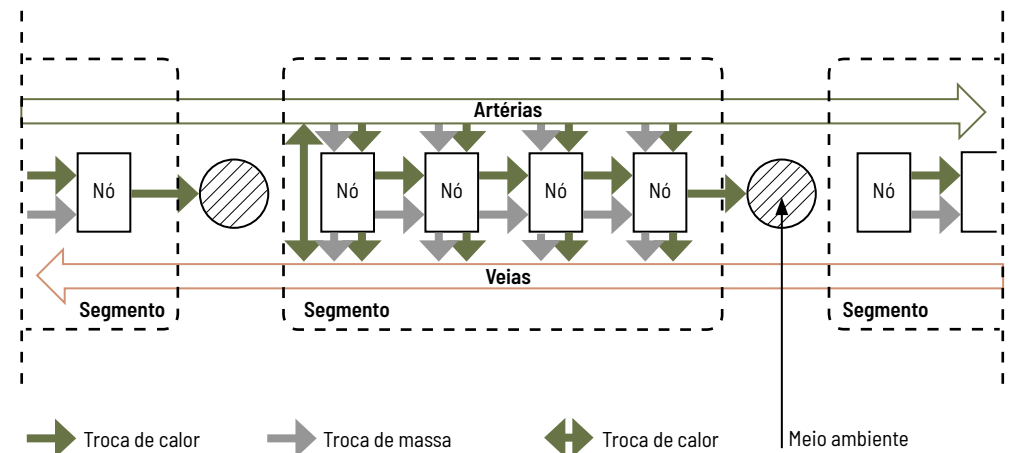 Artérias
Nó
Nó
Nó
Nó
Nó
Nó
Veias
Segmento
Segmento
Segmento
Troca de calor
Troca de massa
Troca de calor
Meio ambiente